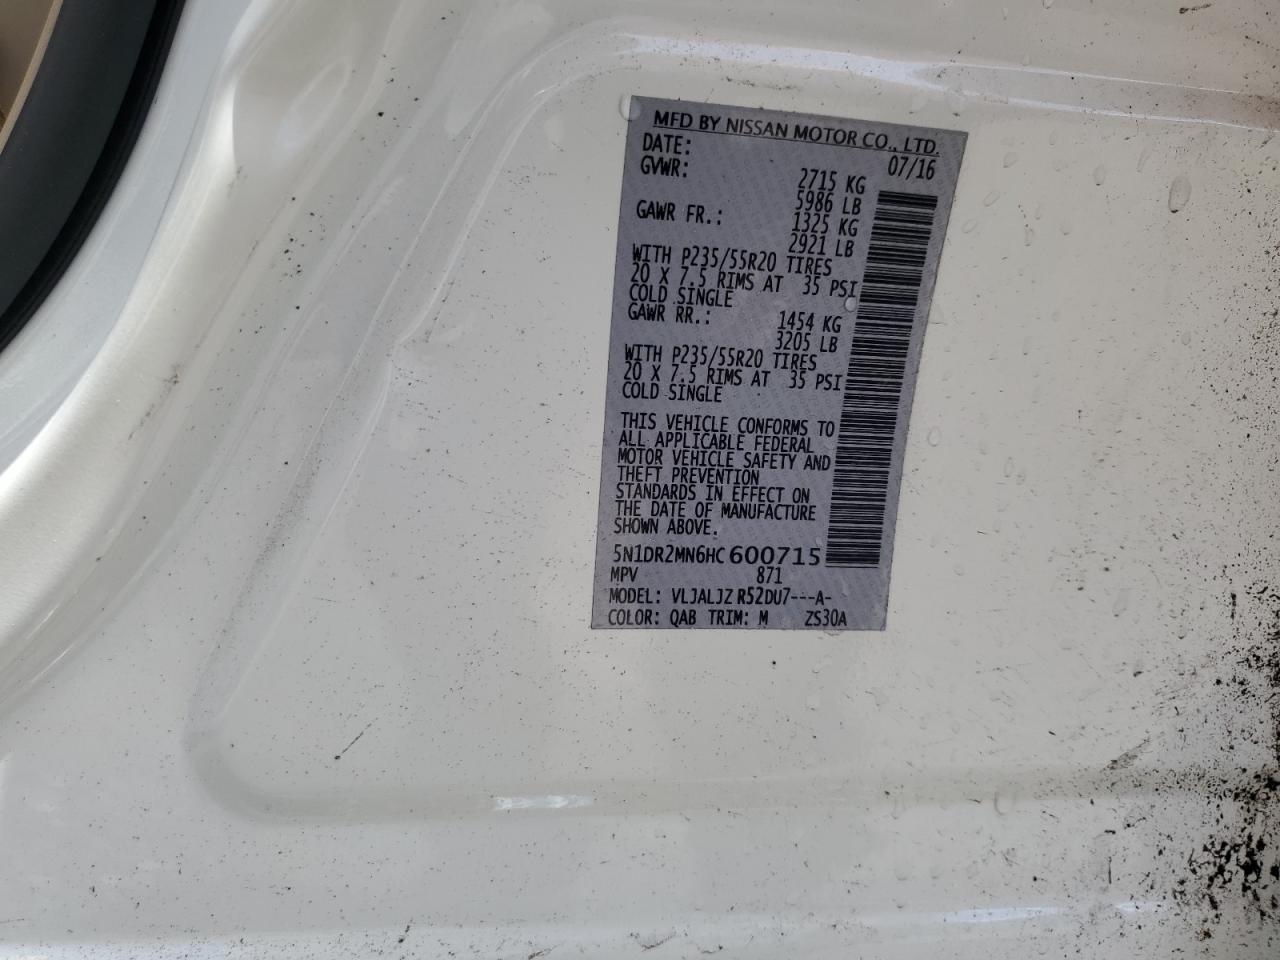 MFD BY NISSAN MOTOR CO., LTD.
DATE: 07/16
GVWR: 2715 KG
5986 LB
GAWR FR.: 1325 KG
2921 LB
WITH P235/55R20 TIRES
20 X 7.5 RIMS AT 35 PSI
COLD SINGLE
GAWR RR.: 1454 KG
3205 LB
WITH P235/55R20 TIRES
20 X 7.5 RIMS AT 35 PSI
COLD SINGLE
THIS VEHICLE CONFORMS TO
ALL APPLICABLE FEDERAL
MOTOR VEHICLE SAFETY AND
THEFT PREVENTION
STANDARDS IN EFFECT ON
THE DATE OF MANUFACTURE
SHOWN ABOVE.
5N1DR2MN6HC600715
MPV 871
MODEL: VLJALJZ R52DU7---A-
COLOR: QAB TRIM: M ZS30A